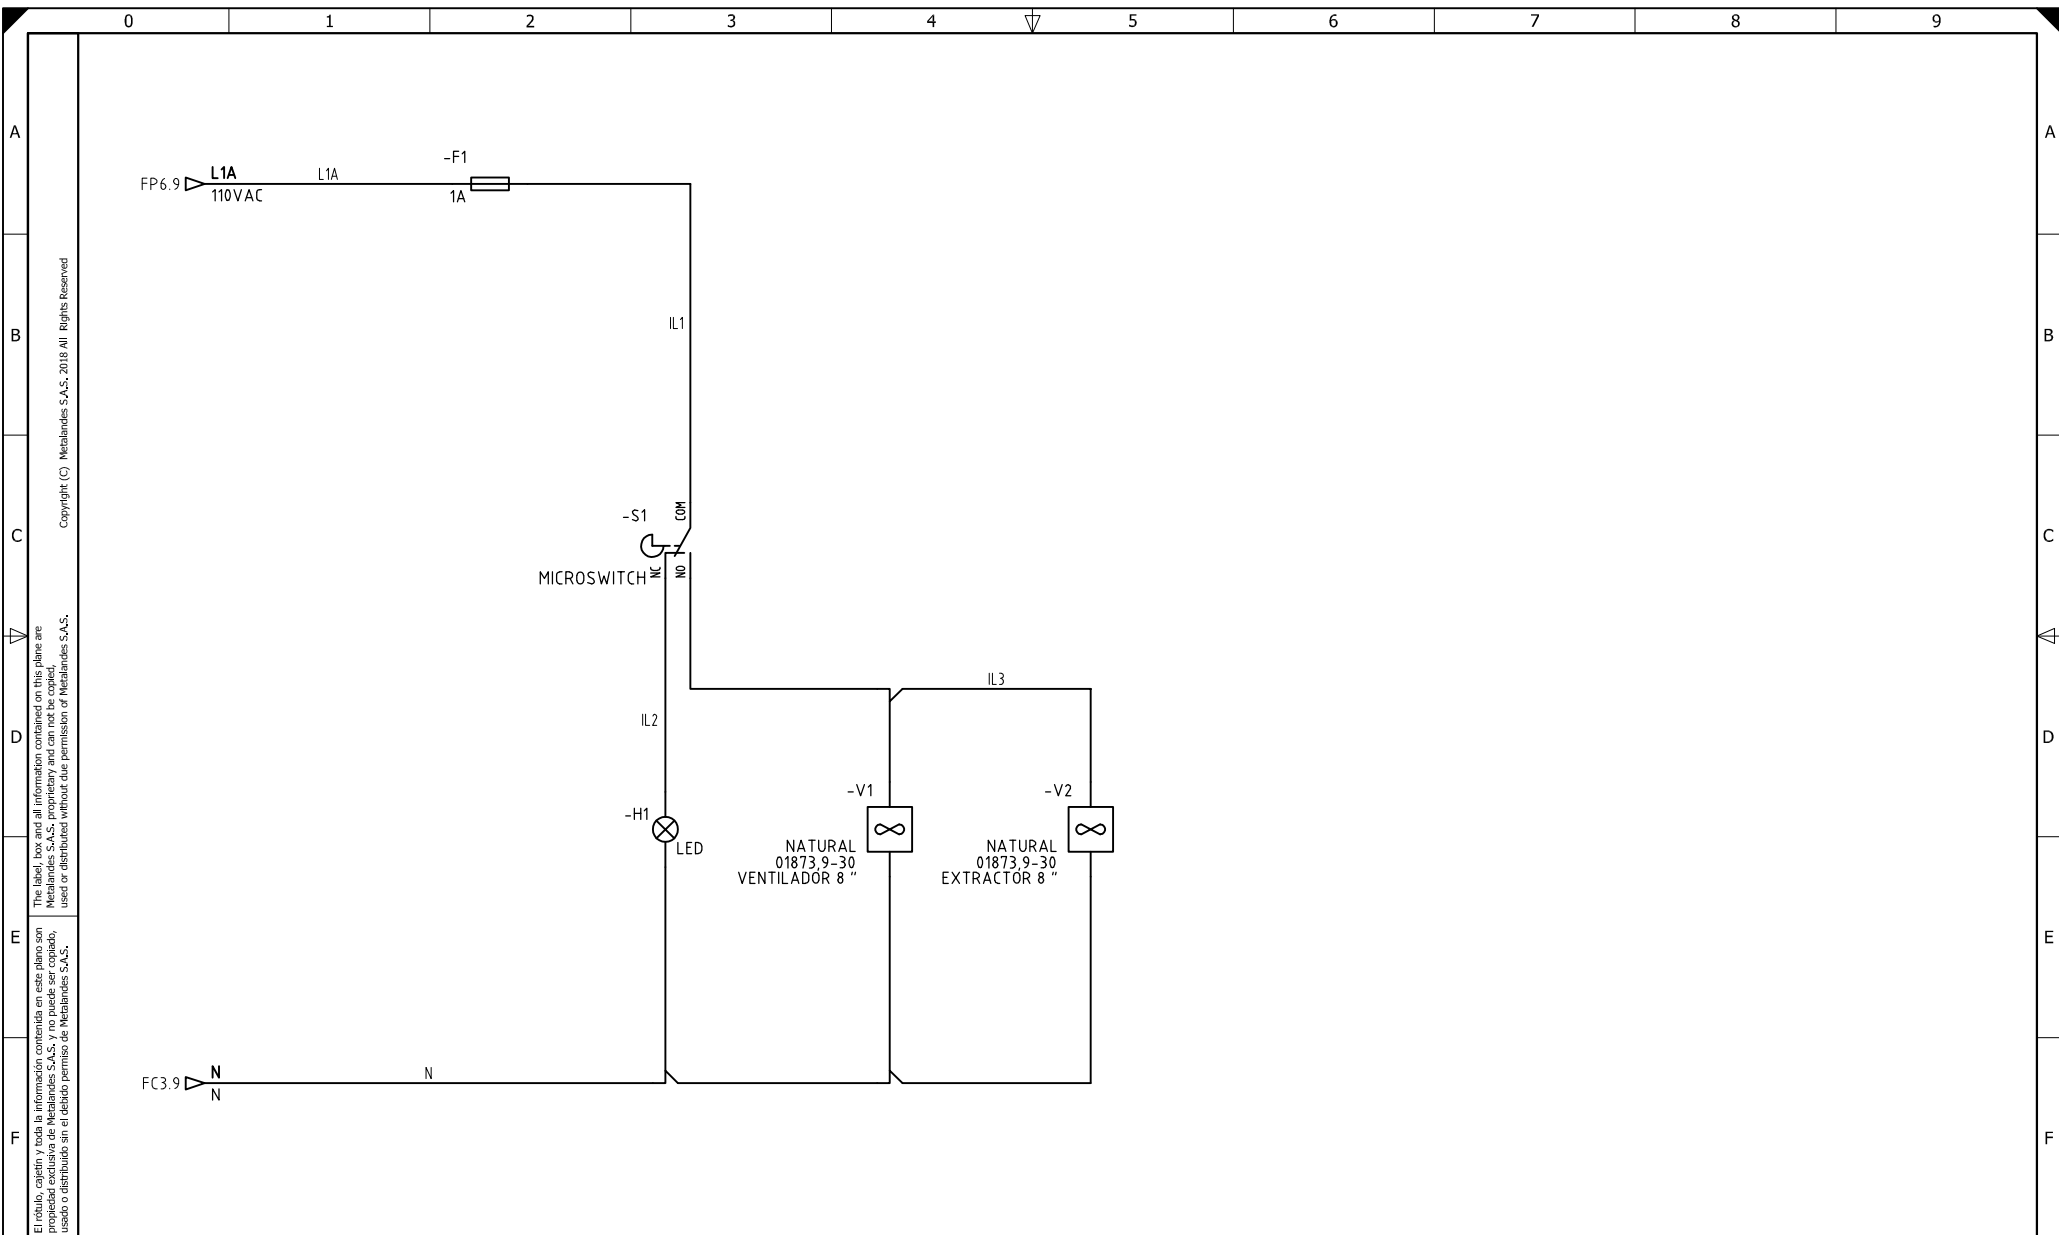 0 1 2 3 4 5 6 7 8 9
A A
-F1
FP6.9 L1A L1A
110VAC 1A
B B
IL1
Copyright (C) Metalandes S.A.S. 2018 All Rights Reserved
C C
-S1 COM
MICROSWITCH NC NO
The label, box and all information contained on this plane are
Metalandes S.A.S. proprietary and can not be copied,
used or distributed without due permission of Metalandes S.A.S.
IL3
IL2
D D
-V1 -V2
-H1
LED
NATURAL
01873,9-30
VENTILADOR 8 "
NATURAL
01873,9-30
EXTRACTOR 8 "
E E
El rótulo, cajetín y toda la información contenida en este plano son
propiedad exclusiva de Metalandes S.A.S. y no puede ser copiado,
usado o distribuido sin el debido permiso de Metalandes S.A.S.
FC3.9 N N
N
F F